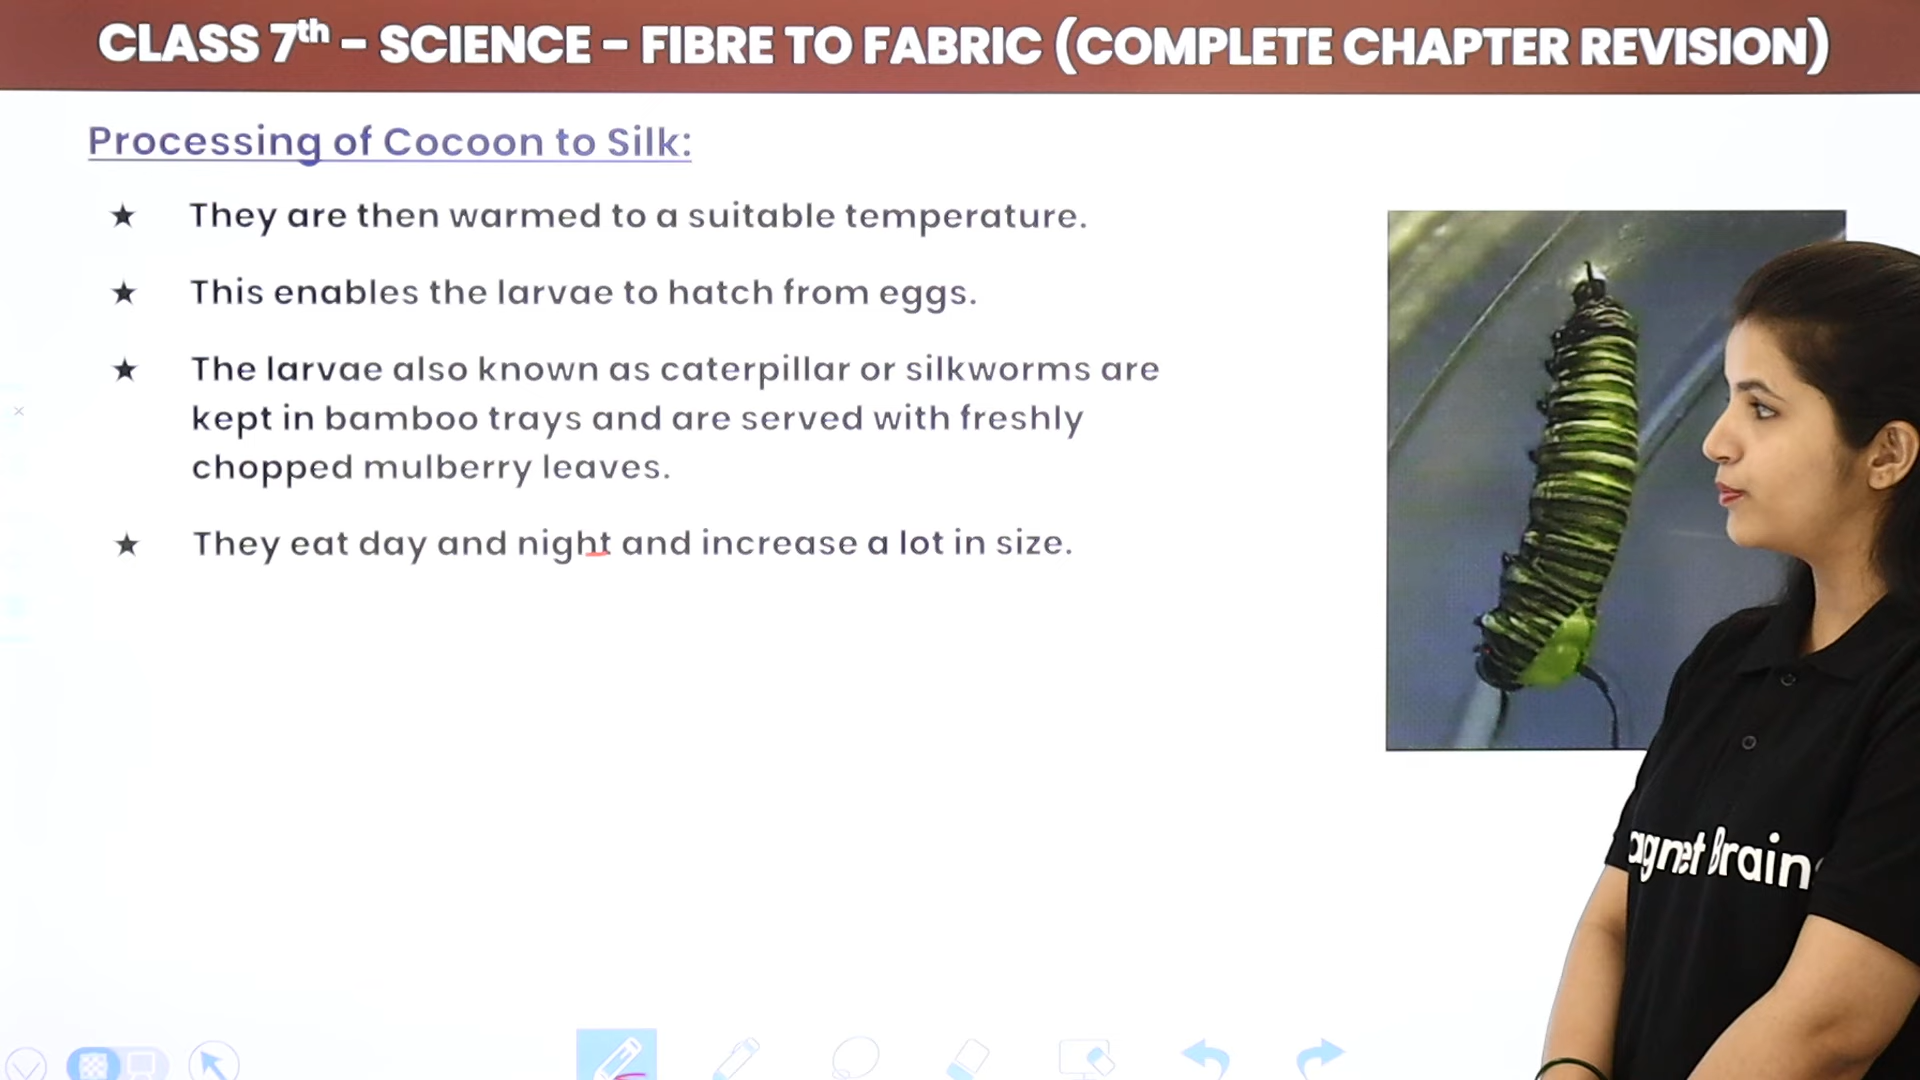 CLASS 7th - SCIENCE - FIBRE TO FABRIC (COMPLETE CHAPTER REVISION)
Processing of Cocoon to Silk:
★ They are then warmed to a suitable temperature.
★ This enables the larvae to hatch from eggs.
★ The larvae also known as caterpillar or silkworms are
kept in bamboo trays and are served with freshly
chopped mulberry leaves.
★ They eat day and night and increase a lot in size.
agnet Brain